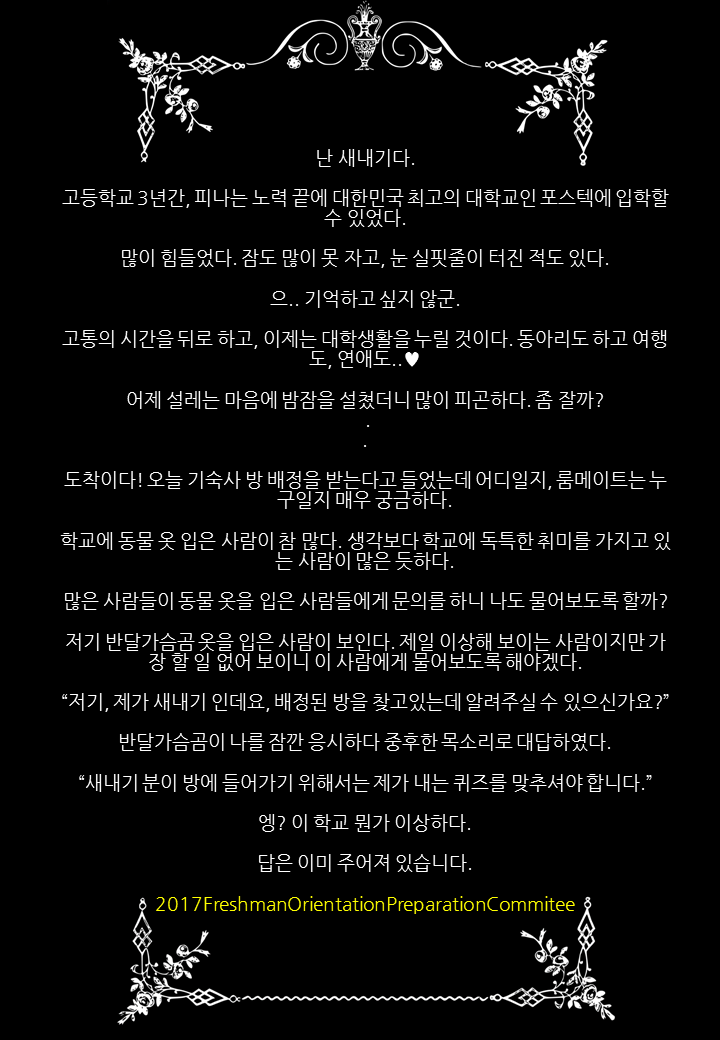 난 새내기다.
고등학교 3년간, 피나는 노력 끝에 대한민국 최고의 대학교인 포스텍에 입학할
수 있었다.
많이 힘들었다. 잠도 많이 못 자고, 눈 실핏줄이 터진 적도 있다.
으.. 기억하고 싶지 않군.
고통의 시간을 뒤로 하고, 이제는 대학생활을 누릴 것이다. 동아리도 하고 여행
도, 연애도..♥
어제 설레는 마음에 밤잠을 설쳤더니 많이 피곤하다. 좀 잘까?
.
.
도착이다! 오늘 기숙사 방 배정을 받는다고 들었는데 어디일지, 룸메이트는 누
구일지 매우 궁금하다.
학교에 동물 옷 입은 사람이 참 많다. 생각보다 학교에 독특한 취미를 가지고 있
는 사람이 많은 듯하다.
많은 사람들이 동물 옷을 입은 사람들에게 문의를 하니 나도 물어보도록 할까?
저기 반달가슴곰 옷을 입은 사람이 보인다. 제일 이상해 보이는 사람이지만 가
장 할 일 없어 보이니 이 사람에게 물어보도록 해야겠다.
“저기, 제가 새내기 인데요, 배정된 방을 찾고있는데 알려주실 수 있으신가요?”
반달가슴곰이 나를 잠깐 응시하다 중후한 목소리로 대답하였다.
“새내기 분이 방에 들어가기 위해서는 제가 내는 퀴즈를 맞추셔야 합니다.”
엥? 이 학교 뭔가 이상하다.
답은 이미 주어져 있습니다.
2017FreshmanOrientationPreparationCommitee